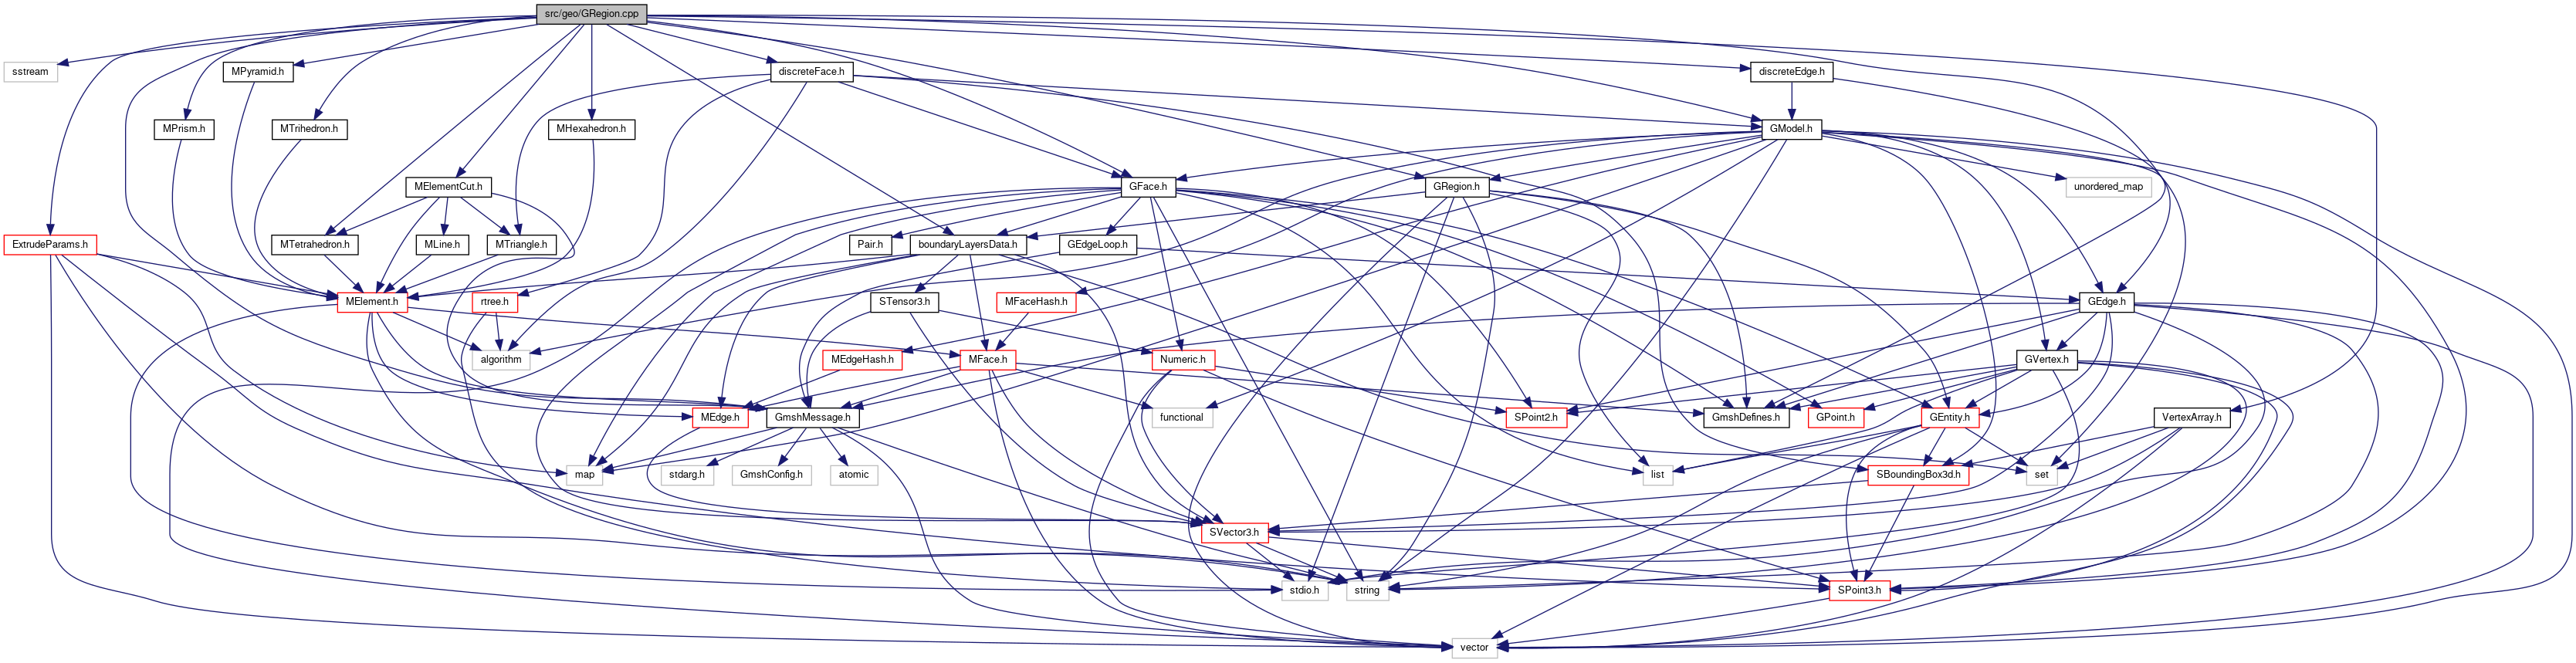 src/geo/GRegion.cpp
sstream
MPyramid.h
discreteFace.h
discreteEdge.h
MPrism.h
MTrihedron.h
MHexahedron.h
GModel.h
MElementCut.h
GFace.h
GRegion.h
unordered_map
ExtrudeParams.h
MTetrahedron.h
MLine.h
MTriangle.h
Pair.h
boundaryLayersData.h
GEdgeLoop.h
MElement.h
rtree.h
STensor3.h
MFaceHash.h
GEdge.h
algorithm
MFace.h
MEdgeHash.h
Numeric.h
GVertex.h
MEdge.h
GmshMessage.h
functional
SPoint2.h
GmshDefines.h
GPoint.h
GEntity.h
VertexArray.h
map
stdarg.h
GmshConfig.h
atomic
list
SBoundingBox3d.h
set
SVector3.h
stdio.h
string
SPoint3.h
vector